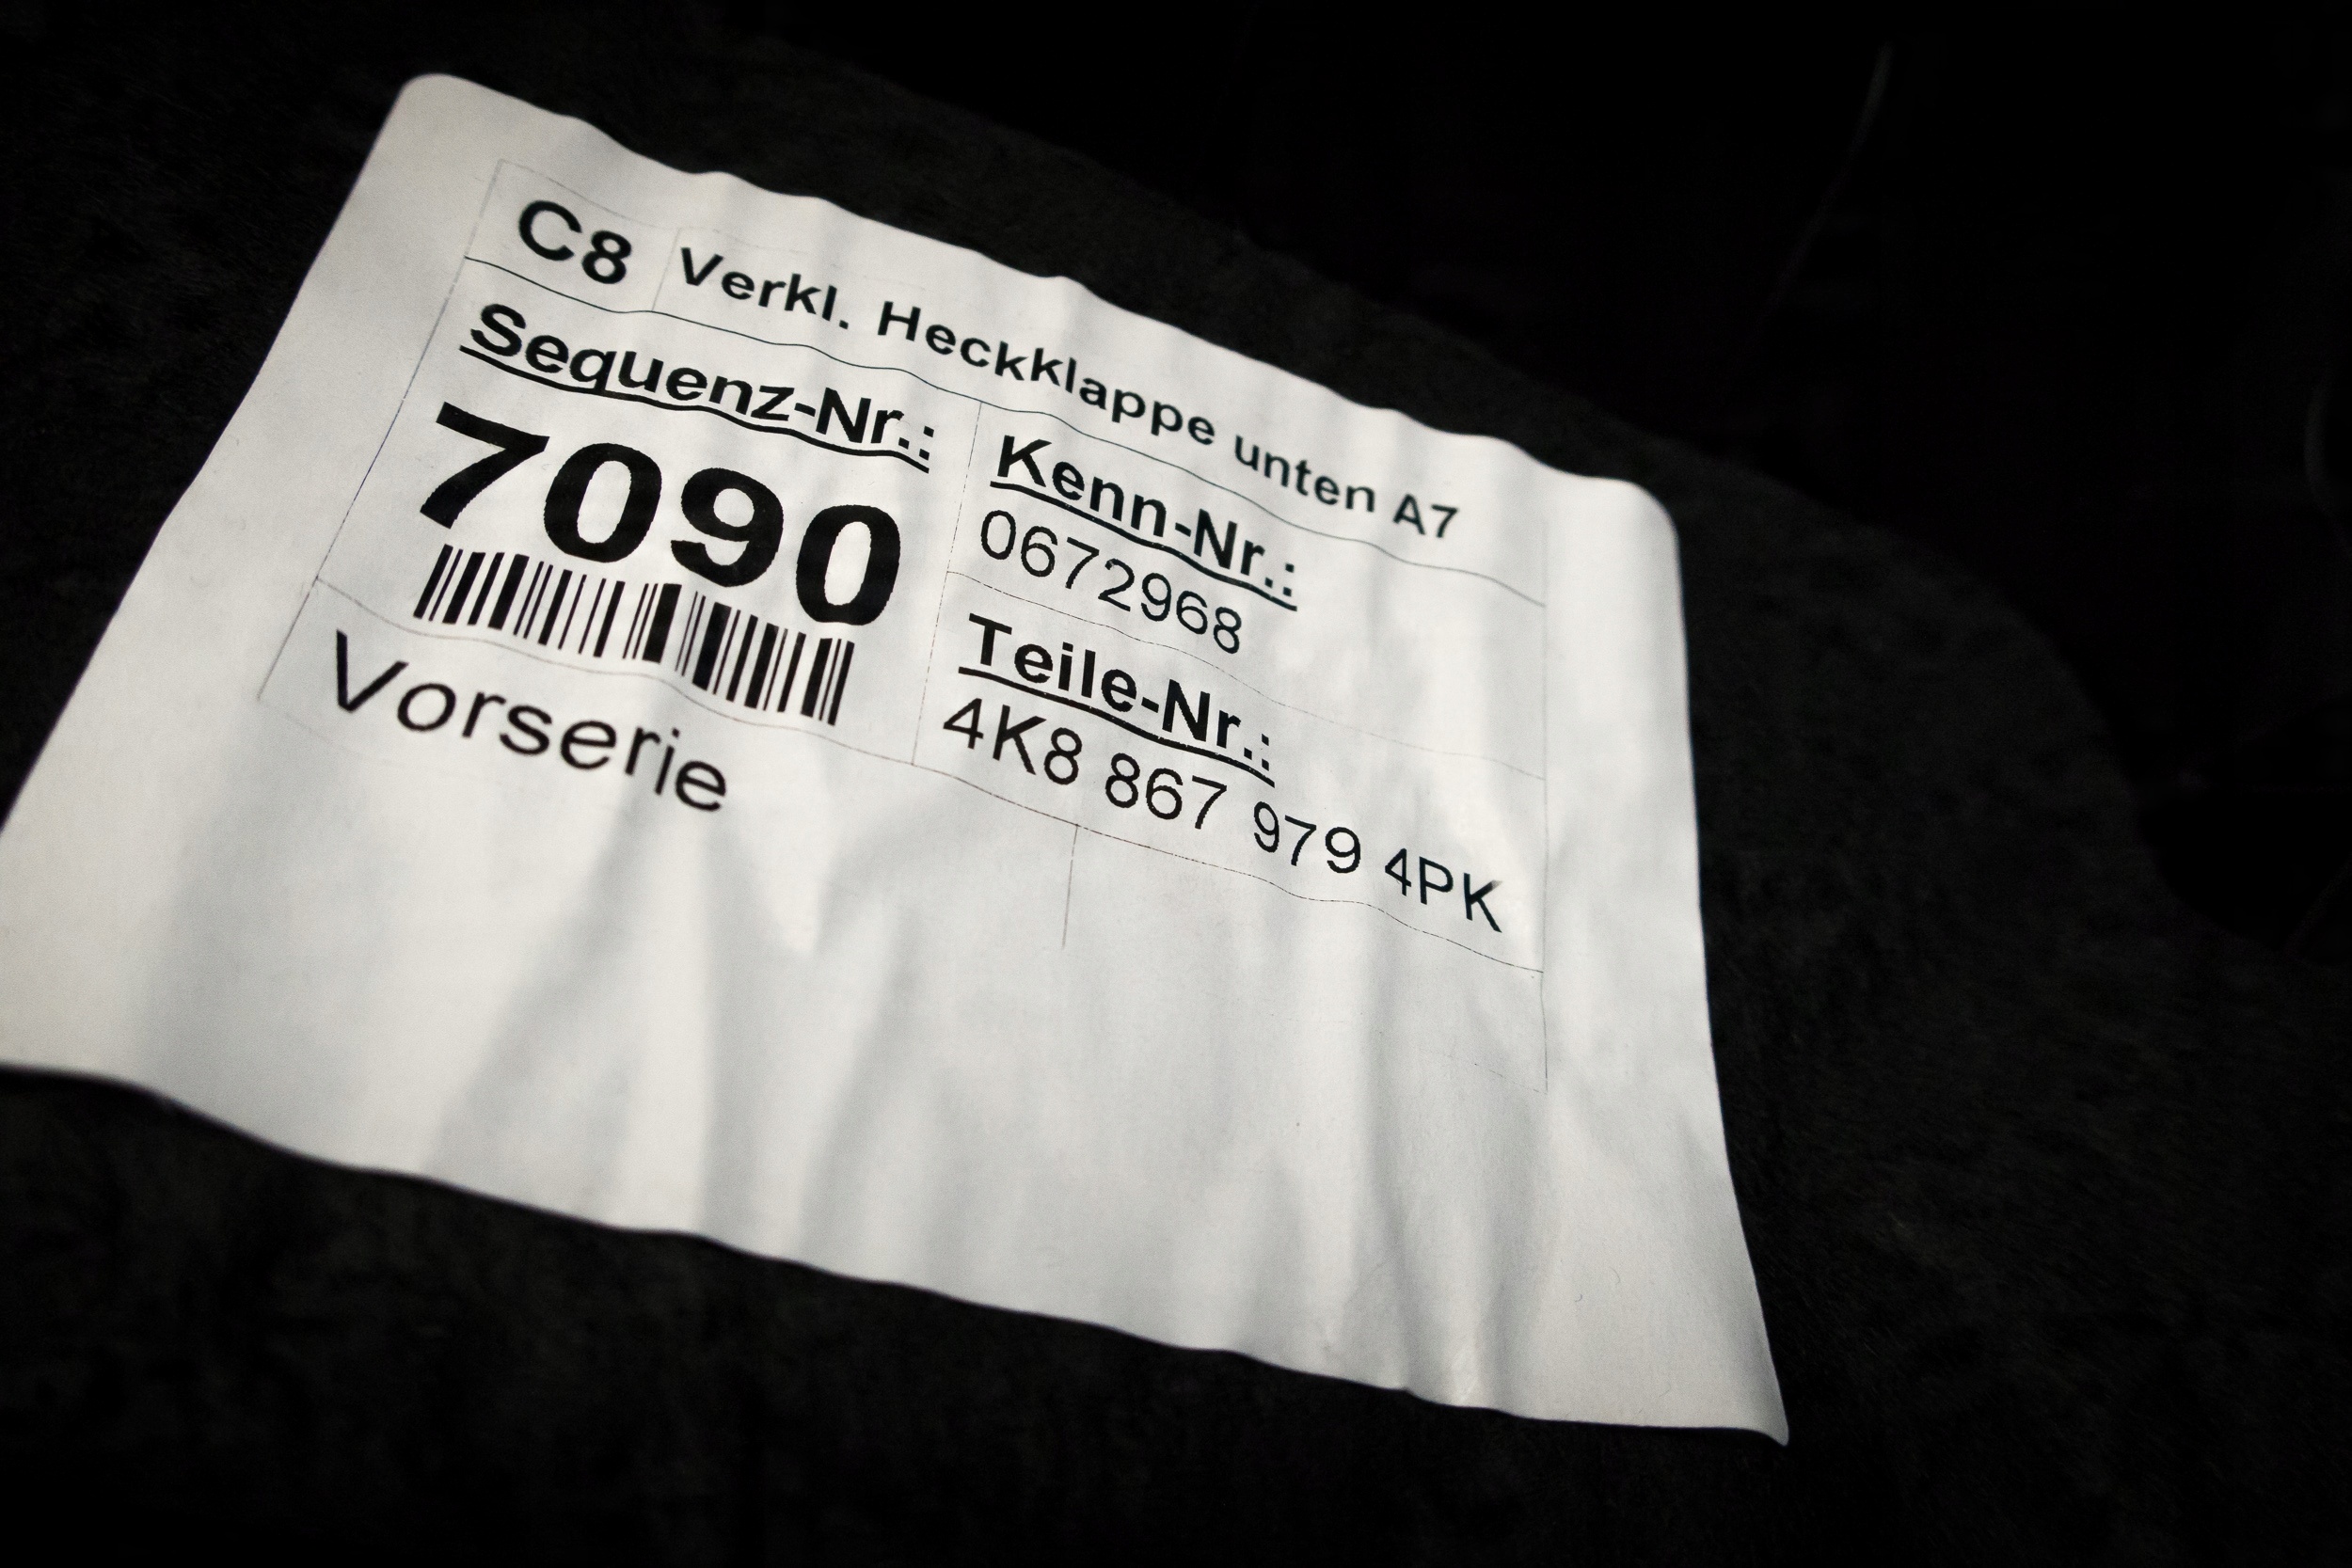 C8 Verkl. Heckklappe unten A7
Sequenz-Nr.:
7090
Kenn-Nr.:
0672968
Teile-Nr.:
4K8 867 979 4PK
Vorserie